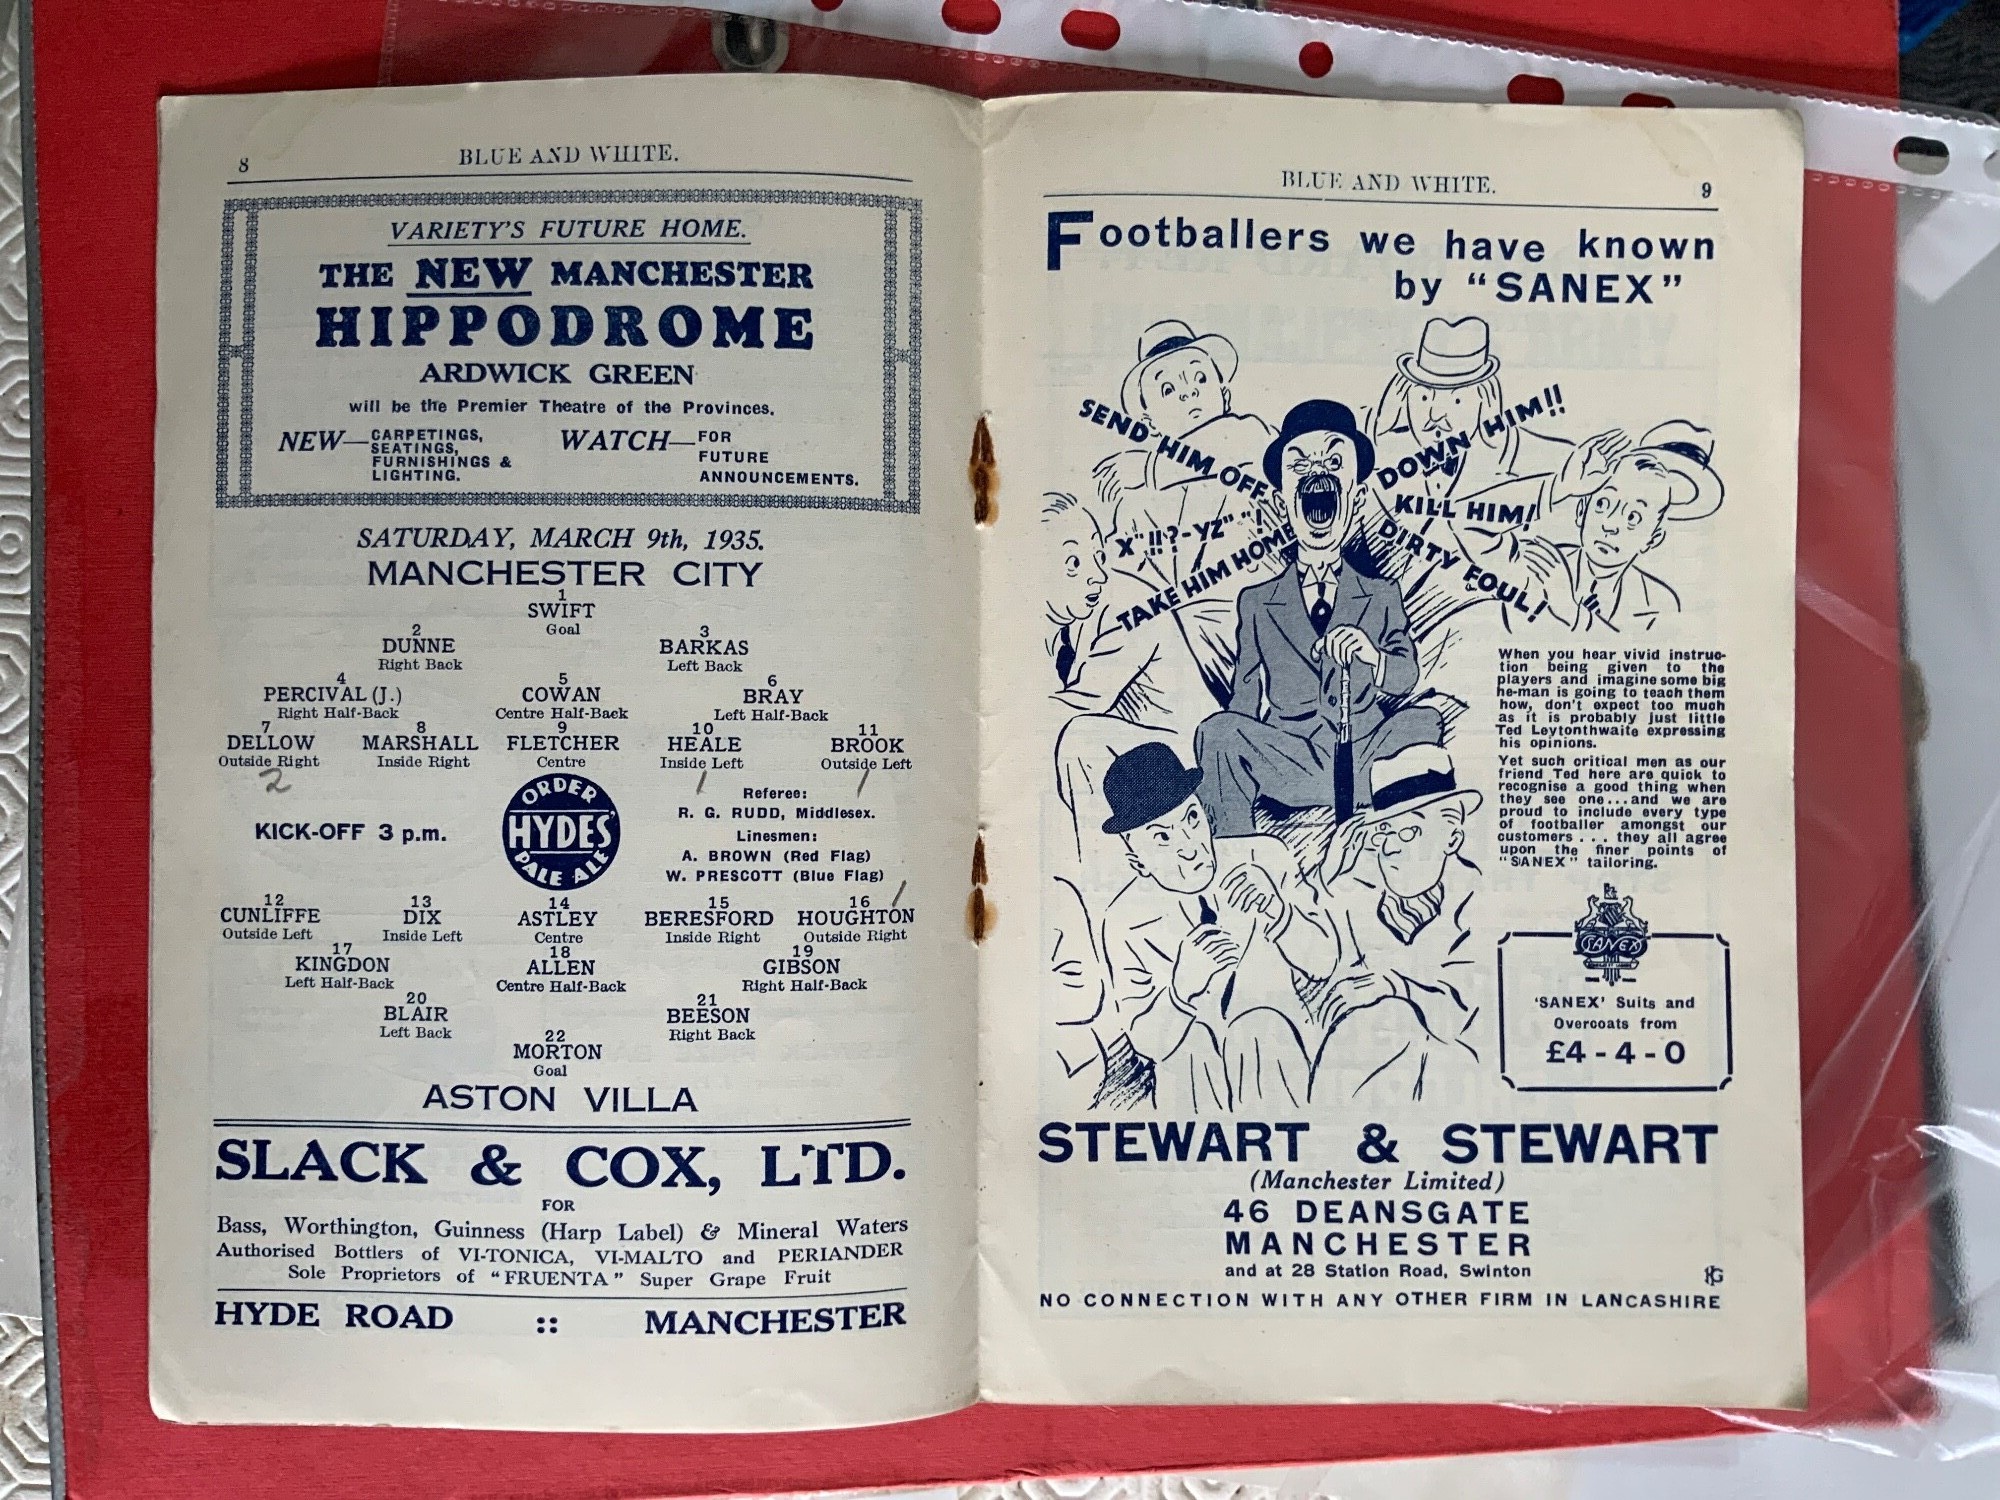 8
BLUE AND WHITE.
VARIETY'S FUTURE HOME.
THE NEW MANCHESTER
HIPPODROME
ARDWICK GREEN
will be the Premier Theatre of the Provinces.
NEW—CARPETINGS,
SEATINGS,
FURNISHINGS &
LIGHTING.
WATCH—FOR
FUTURE
ANNOUNCEMENTS.
SATURDAY, MARCH 9th, 1935.
MANCHESTER CITY
1
SWIFT
Goal
2 3
DUNNE BARKAS
Right Back Left Back
4 5 6
PERCIVAL (J.) COWAN BRAY
Right Half-Back Centre Half-Back Left Half-Back
7 8 9 10 11
DELLOW MARSHALL FLETCHER HEALE BROOK
Outside Right Inside Right Centre Inside Left Outside Left
2 1 1
KICK-OFF 3 p.m.
ORDER
HYDES'
PALE ALE
Referee:
R. G. RUDD, Middlesex.
Linesmen:
A. BROWN (Red Flag)
W. PRESCOTT (Blue Flag)
1
12 13 14 15 16
CUNLIFFE DIX ASTLEY BERESFORD HOUGHTON
Outside Left Inside Left Centre Inside Right Outside Right
17 18 19
KINGDON ALLEN GIBSON
Left Half-Back Centre Half-Back Right Half-Back
20 21
BLAIR BEESON
Left Back Right Back
22
MORTON
Goal
ASTON VILLA
SLACK & COX, LTD.
FOR
Bass, Worthington, Guinness (Harp Label) & Mineral Waters
Authorised Bottlers of VI-TONICA, VI-MALTO and PERIANDER
Sole Proprietors of "FRUENTA" Super Grape Fruit
HYDE ROAD :: MANCHESTER
BLUE AND WHITE.
9
Footballers we have known
by "SANEX"
SEND HIM OFF
X"!!?-YZ""!
TAKE HIM HOME
DOWN HIM!!
KILL HIM!
DIRTY FOUL!
When you hear vivid instruc-
tion being given to the
players and imagine some big
he-man is going to teach them
how, don't expect too much
as it is probably just little
Ted Leytonthwaite expressing
his opinions.
Yet such critical men as our
friend Ted here are quick to
recognise a good thing when
they see one...and we are
proud to include every type
of footballer amongst our
customers . . . they all agree
upon the finer points of
"SANEX" tailoring.
SANEX
'SANEX' Suits and
Overcoats from
£4 - 4 - 0
STEWART & STEWART
(Manchester Limited)
46 DEANSGATE
MANCHESTER
and at 28 Station Road, Swinton
NO CONNECTION WITH ANY OTHER FIRM IN LANCASHIRE